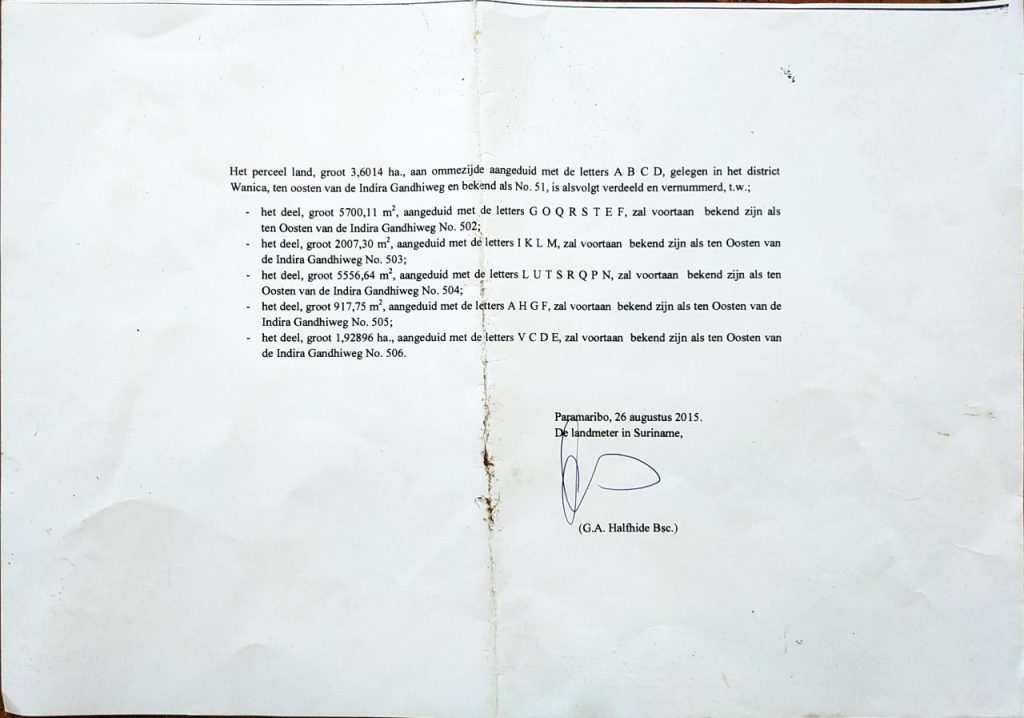 Het perceel land, groot 3,6014 ha., aan ommezijde aangeduid met de letters A B C D, gelegen in het district
Wanica, ten oosten van de Indira Gandhiweg en bekend als No. 51, is alsvolgt verdeeld en vernummerd, t.w.;
- het deel, groot 5700,11 m², aangeduid met de letters G O Q R S T E F, zal voortaan bekend zijn als
ten Oosten van de Indira Gandhiweg No. 502;
- het deel, groot 2007,30 m², aangeduid met de letters I K L M, zal voortaan bekend zijn als ten Oosten van
de Indira Gandhiweg No. 503;
- het deel, groot 5556,64 m², aangeduid met de letters L U T S R Q P N, zal voortaan bekend zijn als ten
Oosten van de Indira Gandhiweg No. 504;
- het deel, groot 917,75 m², aangeduid met de letters A H G F, zal voortaan bekend zijn als ten Oosten van de
Indira Gandhiweg No. 505;
- het deel, groot 1,92896 ha., aangeduid met de letters V C D E, zal voortaan bekend zijn als ten Oosten van
de Indira Gandhiweg No. 506.
Paramaribo, 26 augustus 2015.
De landmeter in Suriname,
(G.A. Halfhide Bsc.)